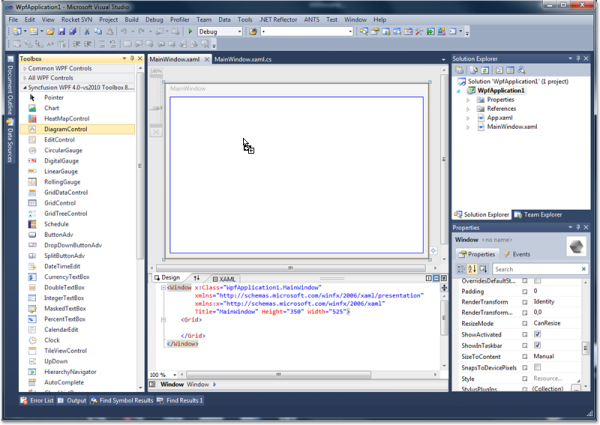 WpfApplication1 - Microsoft Visual Studio
File Edit View Rocket SVN Project Build Debug Profiler Team Data Tools .NET Reflector ANTS Test Window Help
Debug
Document Outline
Data Sources
Toolbox
Common WPF Controls
All WPF Controls
Syncfusion WPF 4.0-vs2010 Toolbox 8....
Pointer
Chart
HeatMapControl
DiagramControl
EditControl
CircularGauge
DigitalGauge
LinearGauge
RollingGauge
GridDataControl
GridControl
GridTreeControl
Schedule
ButtonAdv
DropDownButtonAdv
SplitButtonAdv
DateTimeEdit
CurrencyTextBox
DoubleTextBox
IntegerTextBox
MaskedTextBox
PercentTextBox
CalendarEdit
Clock
TileViewControl
UpDown
HierarchyNavigator
AutoComplete
MainWindow.xaml
MainWindow.xaml.cs
MainWindow
Design
XAML
<Window x:Class="WpfApplication1.MainWindow"
xmlns="http://schemas.microsoft.com/winfx/2006/xaml/presentation"
xmlns:x="http://schemas.microsoft.com/winfx/2006/xaml"
Title="MainWindow" Height="350" Width="525">
<Grid>
</Grid>
</Window>
100 %
Window Window
Solution Explorer
Solution 'WpfApplication1' (1 project)
WpfApplication1
Properties
References
App.xaml
MainWindow.xaml
Solution Explorer
Team Explorer
Properties
Window <no name>
Properties
Events
Search
OverridesDefaultSt...
Padding 0
RenderTransform Identity
RenderTransform... 0,0
ResizeMode CanResize
ShowActivated
ShowInTaskbar
SizeToContent Manual
SnapsToDevicePixels
Style Resource...
StylusPlugIns (Collection)
Error List
Output
Find Symbol Results
Find Results 1